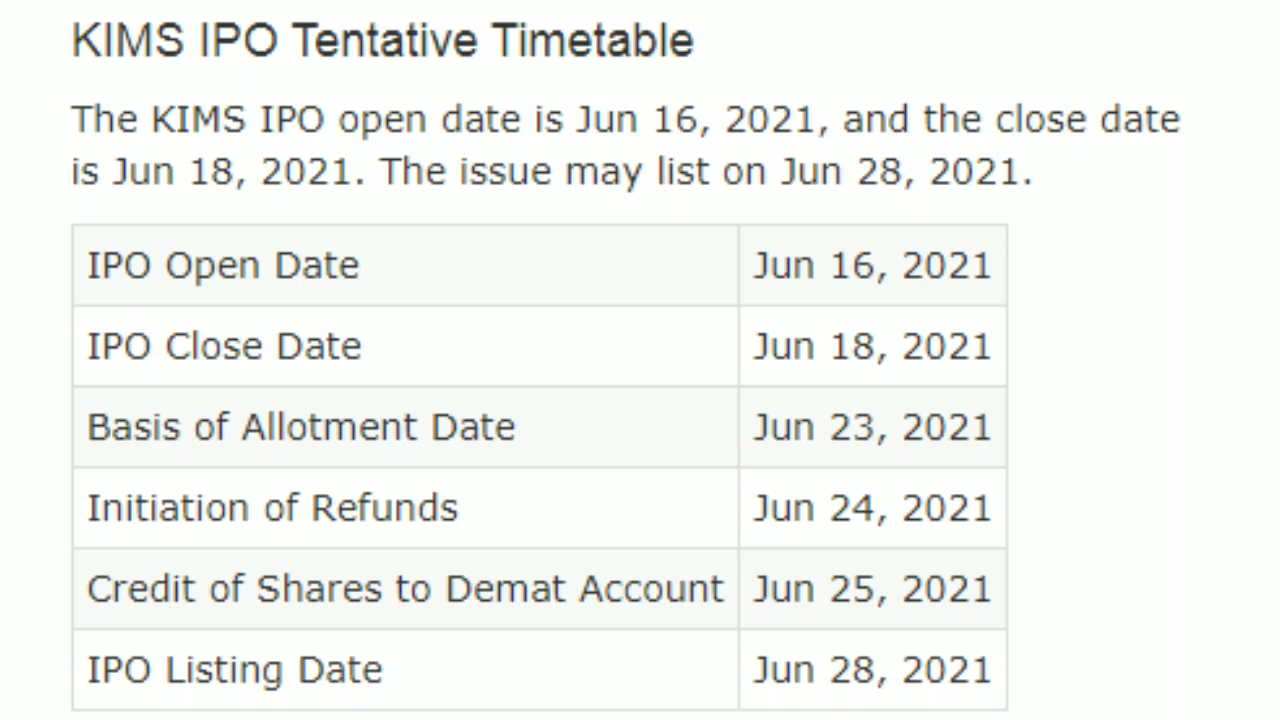 KIMS IPO Tentative Timetable
The KIMS IPO open date is Jun 16, 2021, and the close date
is Jun 18, 2021. The issue may list on Jun 28, 2021.
IPO Open Date Jun 16, 2021
IPO Close Date Jun 18, 2021
Basis of Allotment Date Jun 23, 2021
Initiation of Refunds Jun 24, 2021
Credit of Shares to Demat Account Jun 25, 2021
IPO Listing Date Jun 28, 2021